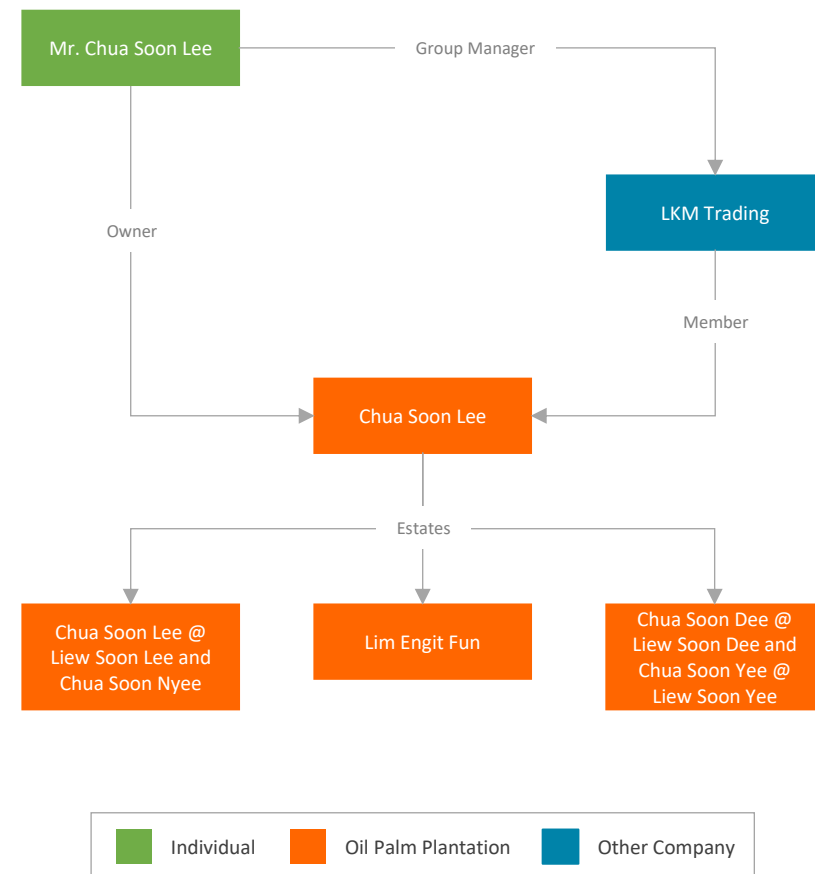 Mr. Chua Soon Lee
Group Manager
LKM Trading
Owner
Member
Chua Soon Lee
Estates
Chua Soon Lee @
Liew Soon Lee and
Chua Soon Nyee
Lim Engit Fun
Chua Soon Dee @
Liew Soon Dee and
Chua Soon Yee @
Liew Soon Yee
Individual
Oil Palm Plantation
Other Company